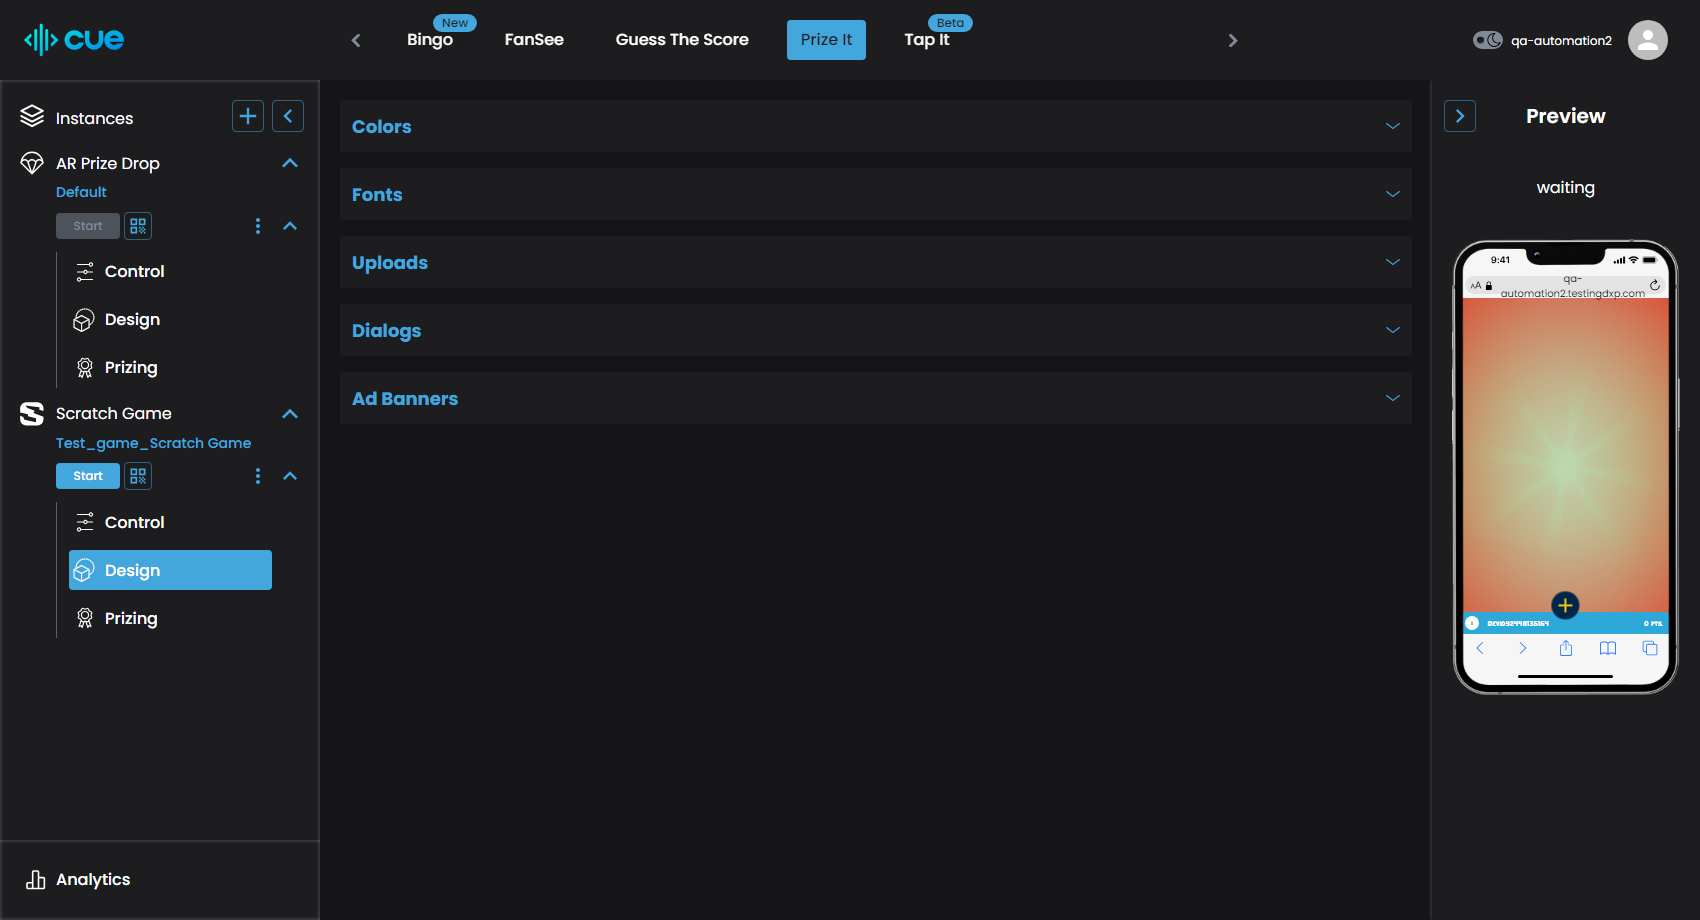 cue
New
Bingo
FanSee
Guess The Score
Prize It
Beta
Tap It
qa-automation2
Instances
AR Prize Drop
Default
Start
Control
Design
Prizing
Scratch Game
Test_game_Scratch Game
Start
Control
Design
Prizing
Analytics
Colors
Fonts
Uploads
Dialogs
Ad Banners
Preview
waiting
9:41
AA
qa-
automation2.testingdxp.com
0 PTS.